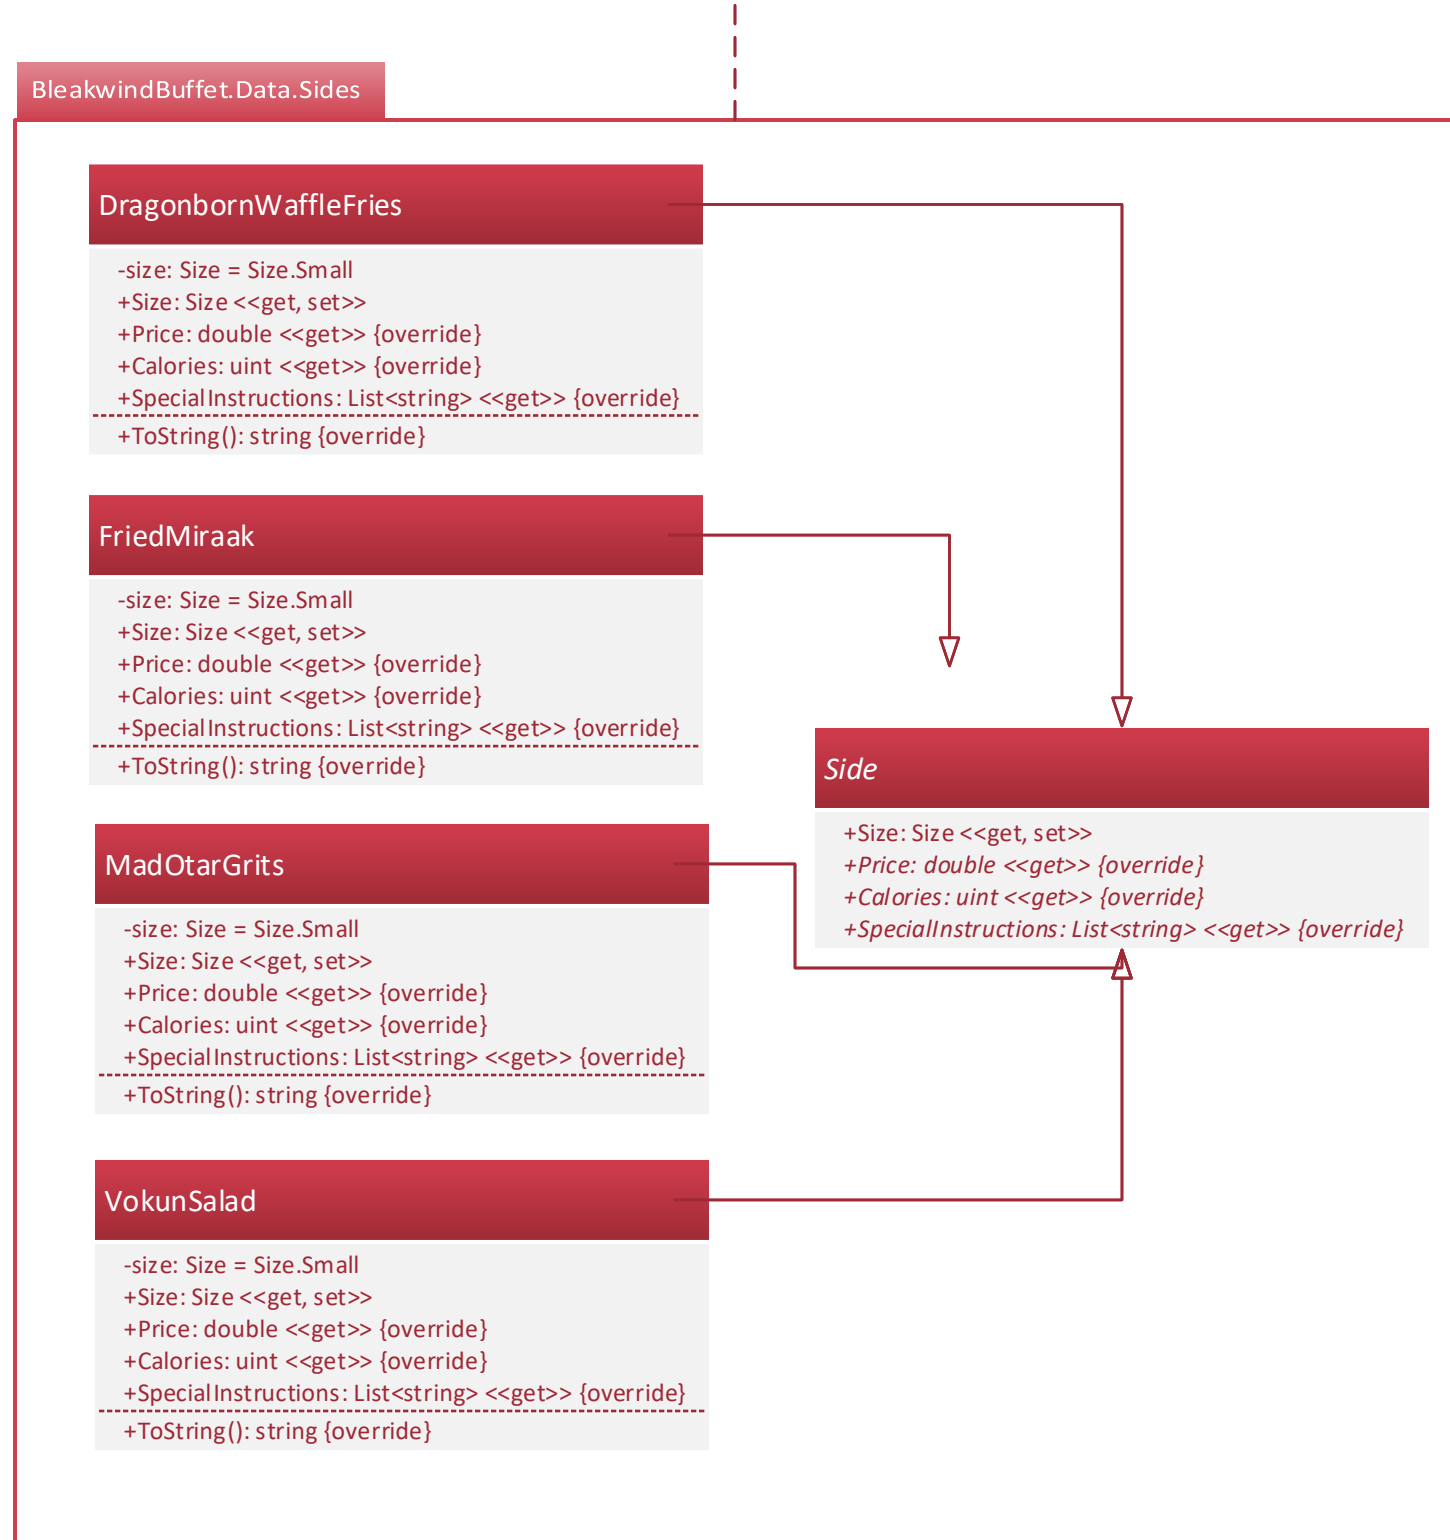 BleakwindBuffet.Data.Sides
DragonbornWaffleFries
-size: Size = Size.Small
+Size: Size <<get, set>>
+Price: double <<get>> {override}
+Calories: uint <<get>> {override}
+SpecialInstructions: List<string> <<get>> {override}
+ToString(): string {override}
FriedMiraak
-size: Size = Size.Small
+Size: Size <<get, set>>
+Price: double <<get>> {override}
+Calories: uint <<get>> {override}
+SpecialInstructions: List<string> <<get>> {override}
+ToString(): string {override}
Side
+Size: Size <<get, set>>
+Price: double <<get>> {override}
+Calories: uint <<get>> {override}
+SpecialInstructions: List<string> <<get>> {override}
MadOtarGrits
-size: Size = Size.Small
+Size: Size <<get, set>>
+Price: double <<get>> {override}
+Calories: uint <<get>> {override}
+SpecialInstructions: List<string> <<get>> {override}
+ToString(): string {override}
VokunSalad
-size: Size = Size.Small
+Size: Size <<get, set>>
+Price: double <<get>> {override}
+Calories: uint <<get>> {override}
+SpecialInstructions: List<string> <<get>> {override}
+ToString(): string {override}